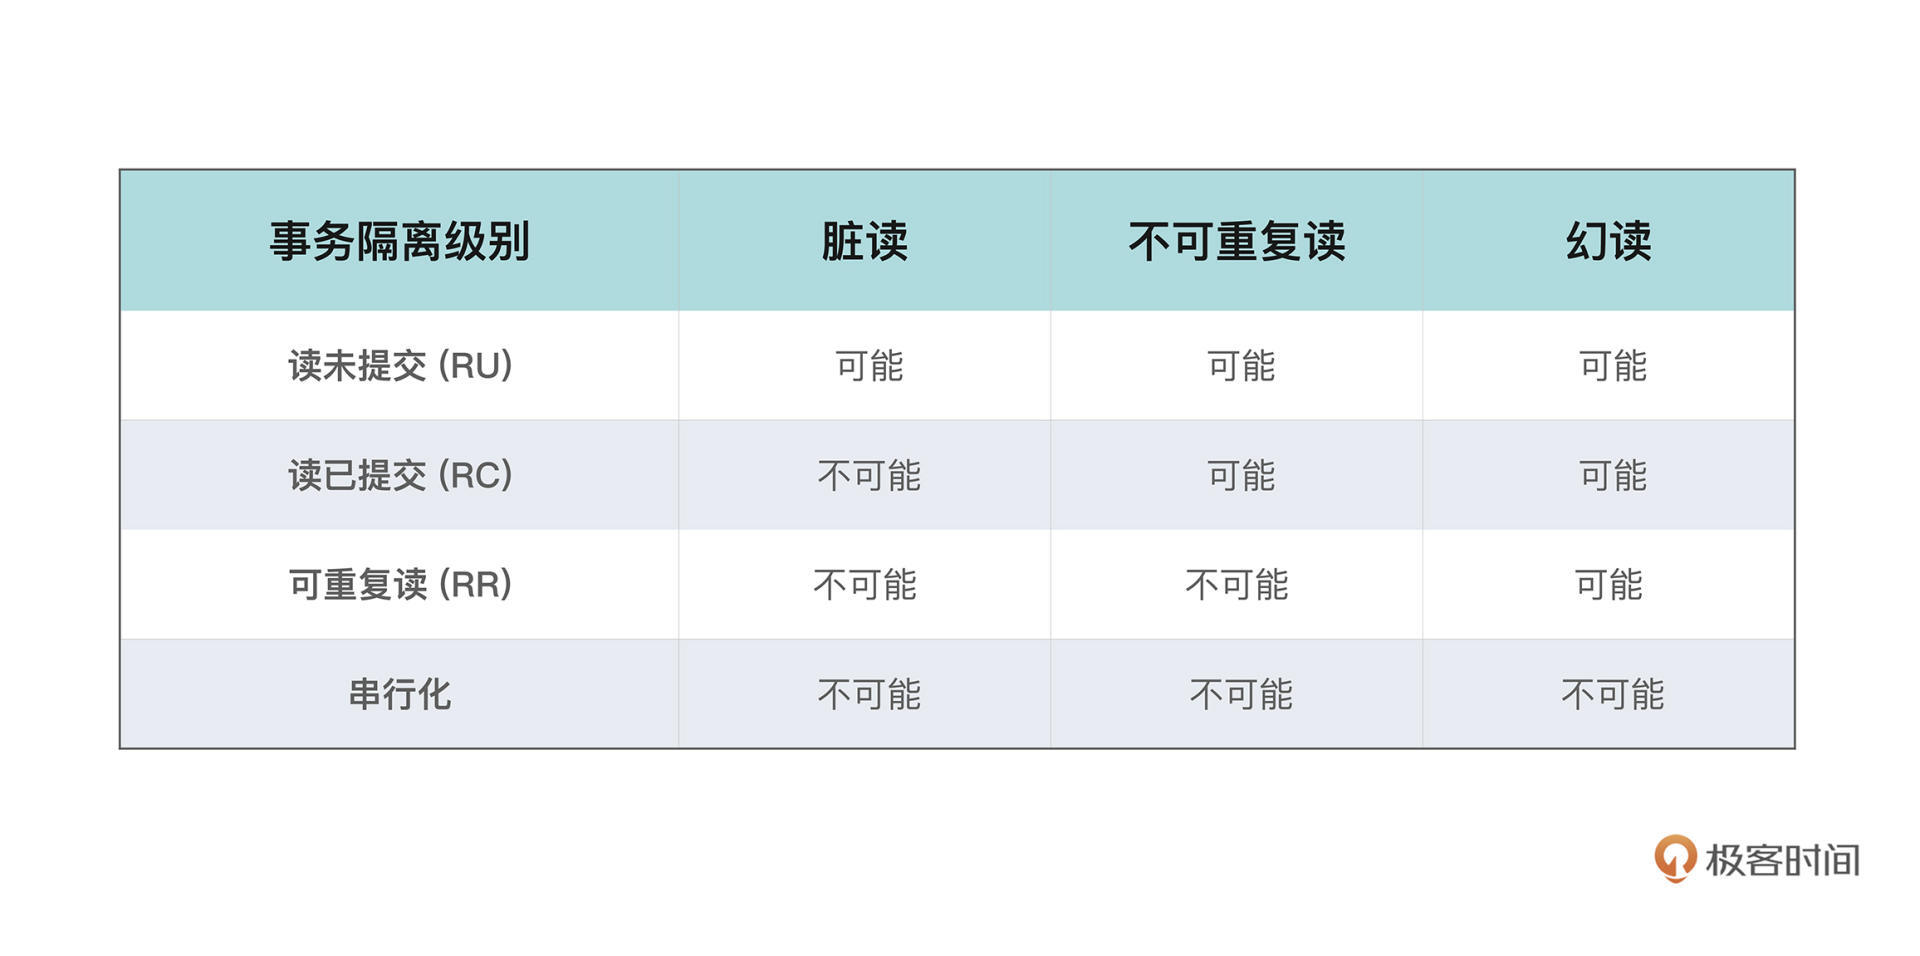 事务隔离级别 脏读 不可重复读 幻读
读未提交 (RU) 可能 可能 可能
读已提交 (RC) 不可能 可能 可能
可重复读 (RR) 不可能 不可能 可能
串行化 不可能 不可能 不可能
极客时间